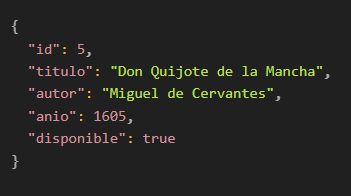 {
  "id": 5,
  "titulo": "Don Quijote de la Mancha",
  "autor": "Miguel de Cervantes",
  "anio": 1605,
  "disponible": true
}